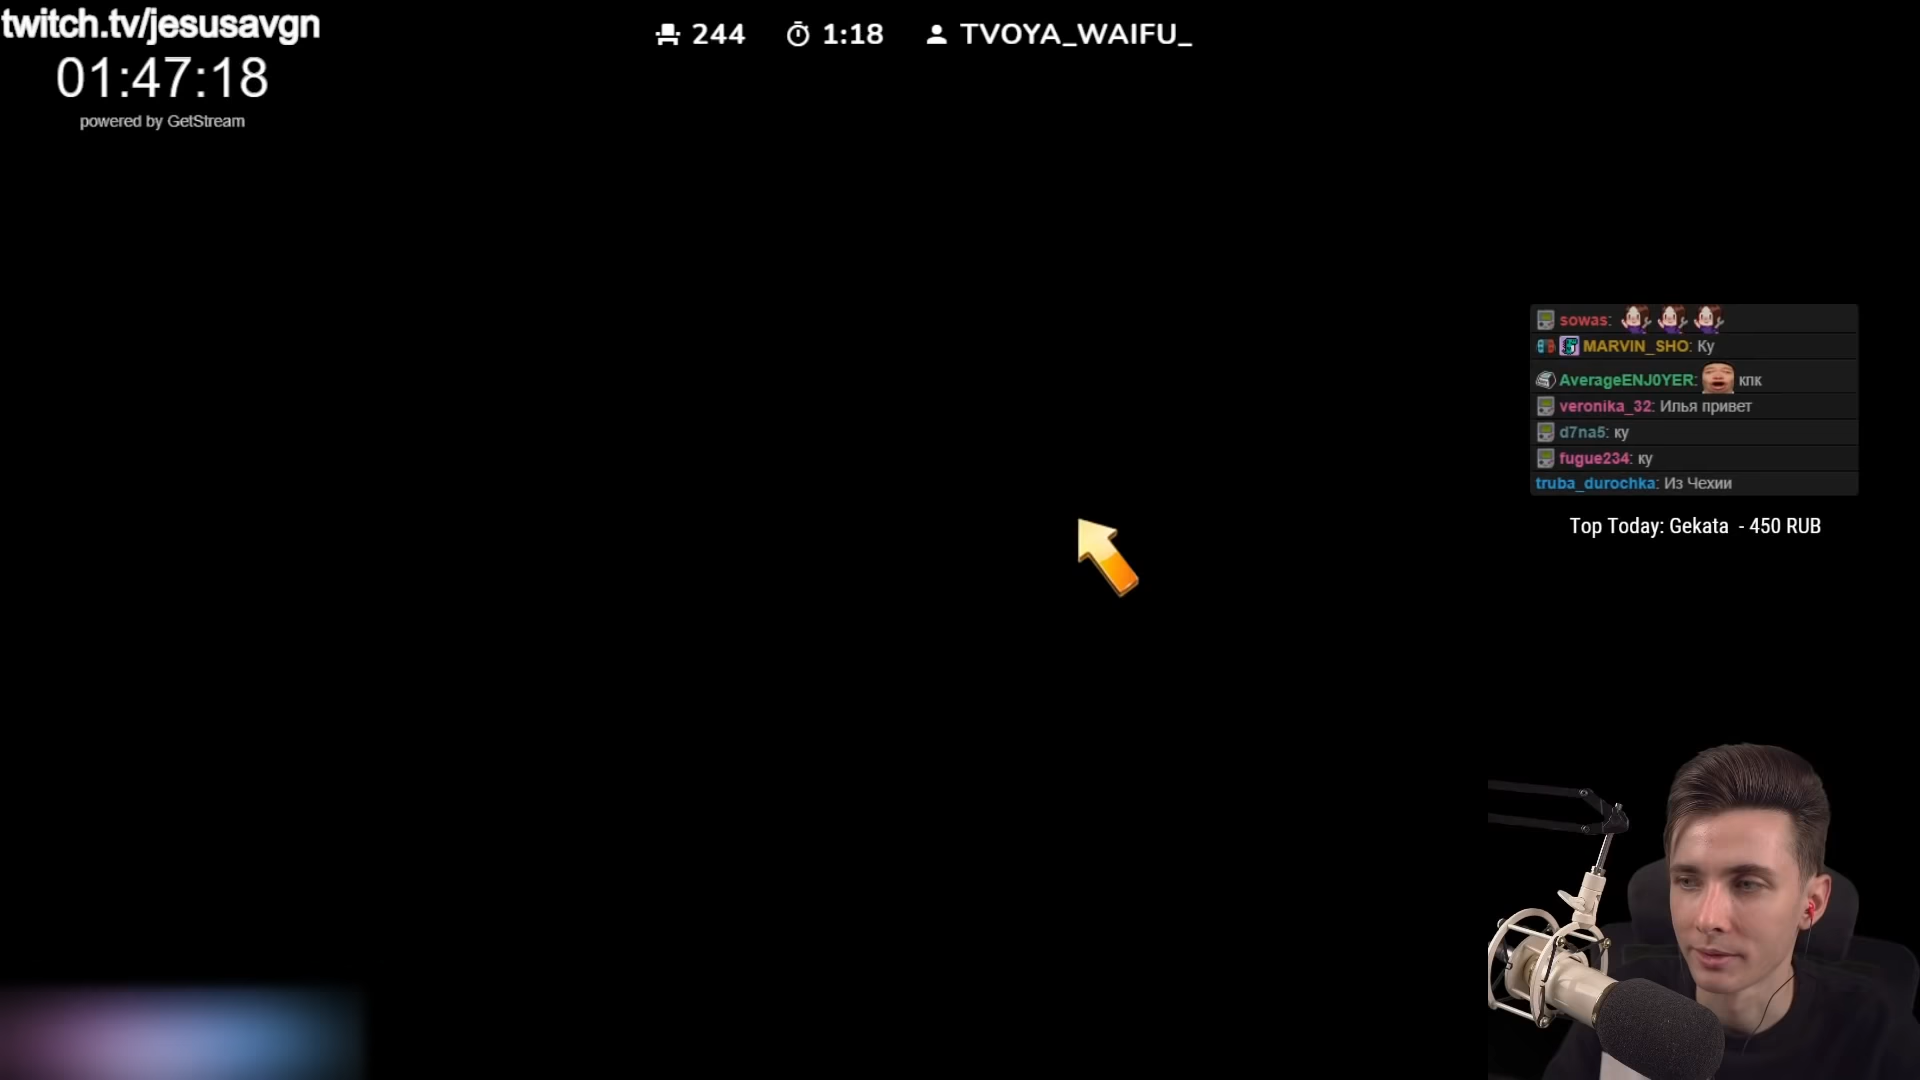 twitch.tv/jesusavgn
01:47:18
powered by GetStream
244 1:18 TVOYA_WAIFU_
sowas:
MARVIN_SHO: Ку
AverageENJ0YER: кпк
veronika_32: Илья привет
d7na5: ку
fugue234: ку
truba_durochka: Из Чехии
Top Today: Gekata - 450 RUB